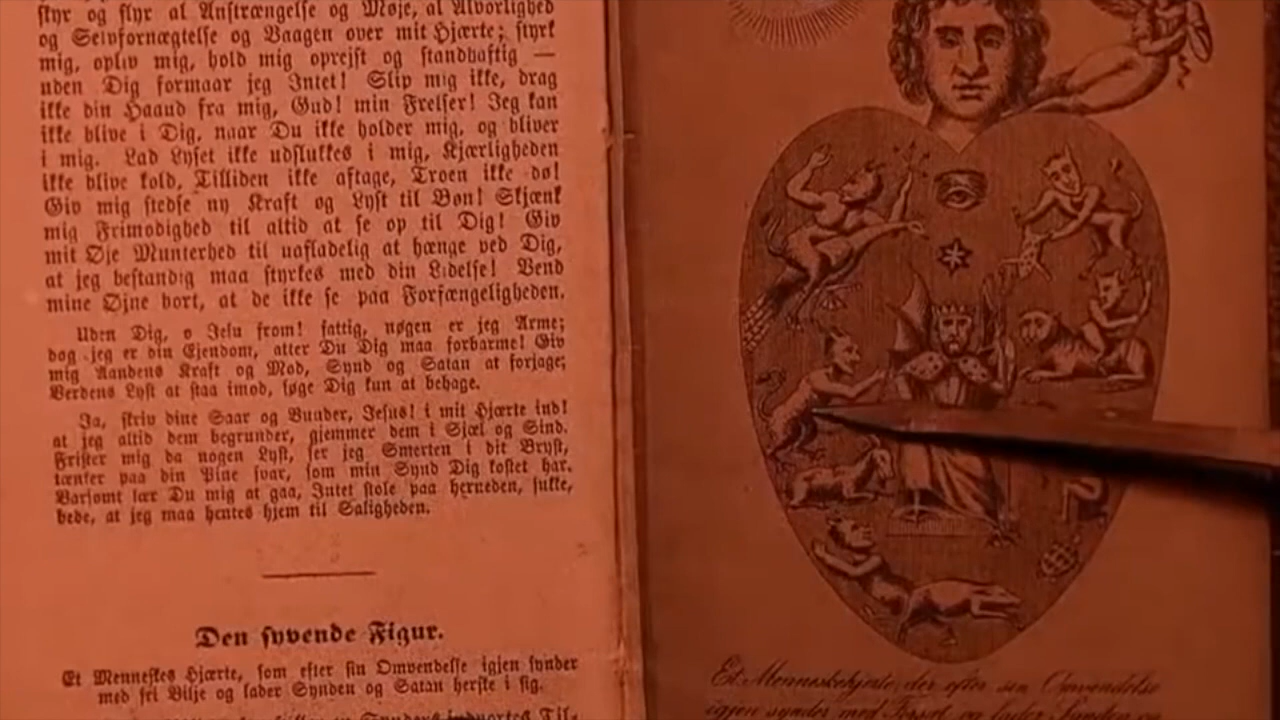 styr og flyr al Anstrængelse og Møje, al Alvorlighed
og Selvfornægtelse og Vaagen over mit Hjærte; styrk
mig, opliv mig, hold mig oprejst og standhaftig —
uden Dig formaar jeg Intet! Slip mig ikke, drag
ikke din Haand fra mig, Gud! min Frelser! Jeg kan
ikke blive i Dig, naar Du ikke holder mig, og bliver
i mig. Lad Lyset ikke udslukkes i mig, Kjærligheden
ikke blive kold, Tilliden ikke aftage, Troen ikke dø!
Giv mig stedse ny Kraft og Lyst til Bøn! Skjænk
mig Frimodighed til altid at se op til Dig! Giv
mit Øje Munterhed til uafladelig at hænge ved Dig,
at jeg bestandig maa styrkes med din Lidelse! Vend
mine Øjne bort, at de ikke se paa Forfængeligheden.
Uden Dig, o Jesu from! fattig, nøgen er jeg Arme;
dog jeg er din Ejendom, atter Du Dig maa forbarme! Giv
mig Aandens Kraft og Mod, Synd og Satan at forjage;
Verdens Lyst at staa imod, søge Dig kun at behage.
Ja, skriv dine Saar og Vunder, Jesus! i mit Hjærte ind!
at jeg altid dem begrunder, gjemmer dem i Sjæl og Sind.
Frister mig da nogen Lyst, ser jeg Smerten i dit Bryst,
tænker paa din Pine svar, som min Synd Dig kostet har.
Varsomt lær Du mig at gaa, Intet stole paa herneden, sukke,
bede, at jeg maa hentes hjem til Saligheden.
Den syvende Figur.
Et Menneskes Hjærte, som efter sin Omvendelse igjen synder
med fri Vilje og lader Synden og Satan herske i sig.
Et Menneskehjerte, der efter sin Omvendelse
igjen synder med Forsæt og lader